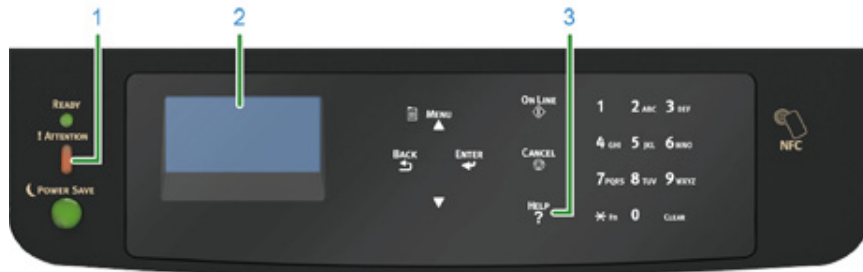 1
2
3
READY
! ATTENTION
POWER SAVE
MENU
BACK
ENTER
ON LINE
CANCEL
HELP
?
1 2 ABC 3 DEF
4 GHI 5 JKL 6 MNO
7 PQRS 8 TUV 9 WXYZ
* Fn 0 CLEAR
NFC